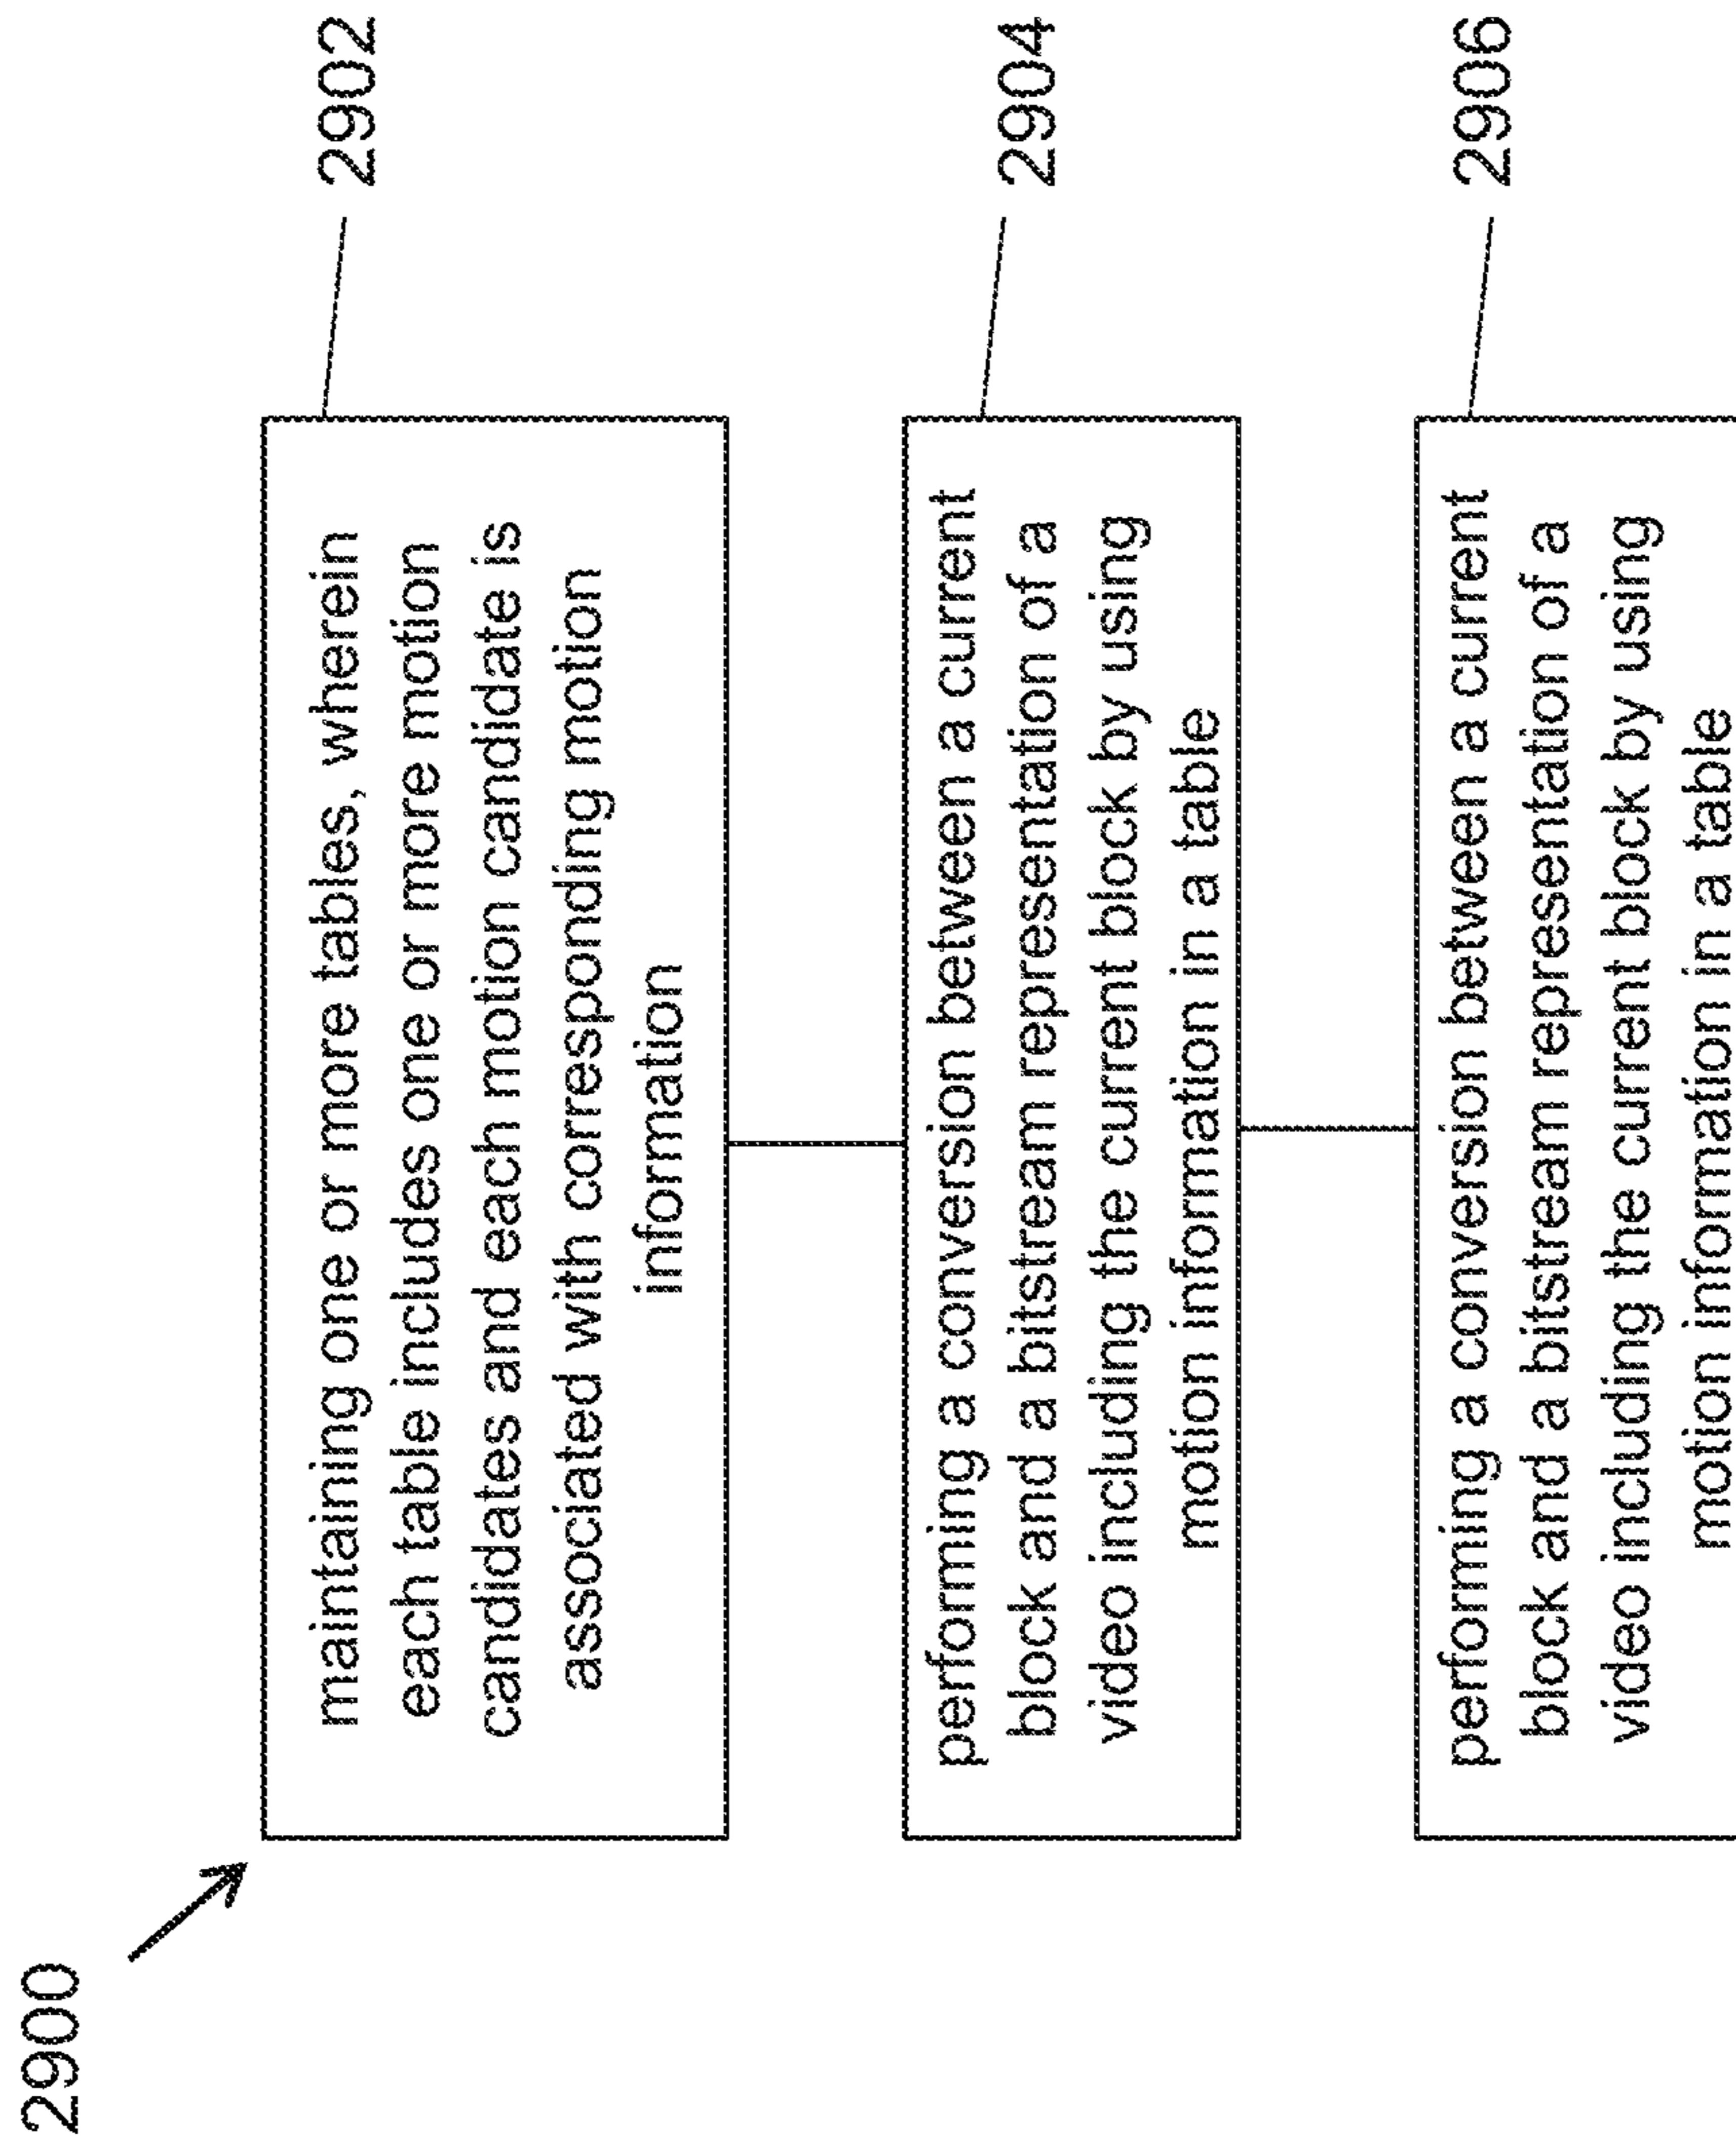 2900
maintaining one or more tables, wherein
each table includes one or more motion
candidates and each motion candidate is
associated with corresponding motion
information
2902
performing a conversion between a current
block and a bitstream representation of a
video including the current block by using
motion information in a table
2904
performing a conversion between a current
block and a bitstream representation of a
video including the current block by using
motion information in a table
2906